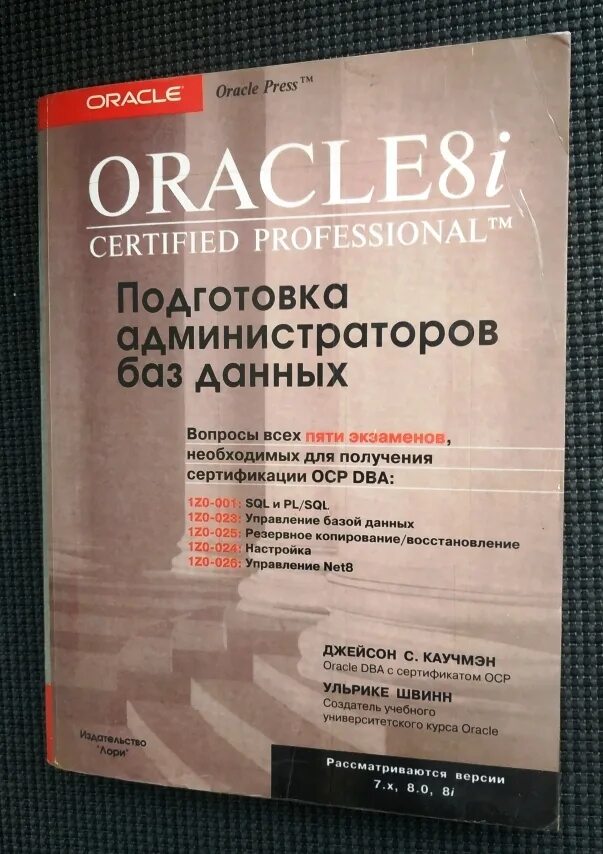 ORACLE®
Oracle Press™
ORACLE8i
CERTIFIED PROFESSIONAL™
Подготовка
администраторов
баз данных
Вопросы всех пяти экзаменов,
необходимых для получения
сертификации OCP DBA:
1Z0-001: SQL и PL/SQL
1Z0-023: Управление базой данных
1Z0-025: Резервное копирование/восстановление
1Z0-024: Настройка
1Z0-026: Управление Net8
ДЖЕЙСОН С. КАУЧМЭН
Oracle DBA с сертификатом OCP
УЛЬРИКЕ ШВИНН
Создатель учебного
университетского курса Oracle
Издательство
"Лори"
Рассматриваются версии
7.x, 8.0, 8i